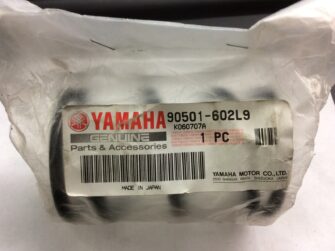 YAMAHA 90501-602L9
K060707A
GENUINE
Parts & Accessories
1 PC
MADE IN JAPAN
YAMAHA MOTOR CO.,LTD.